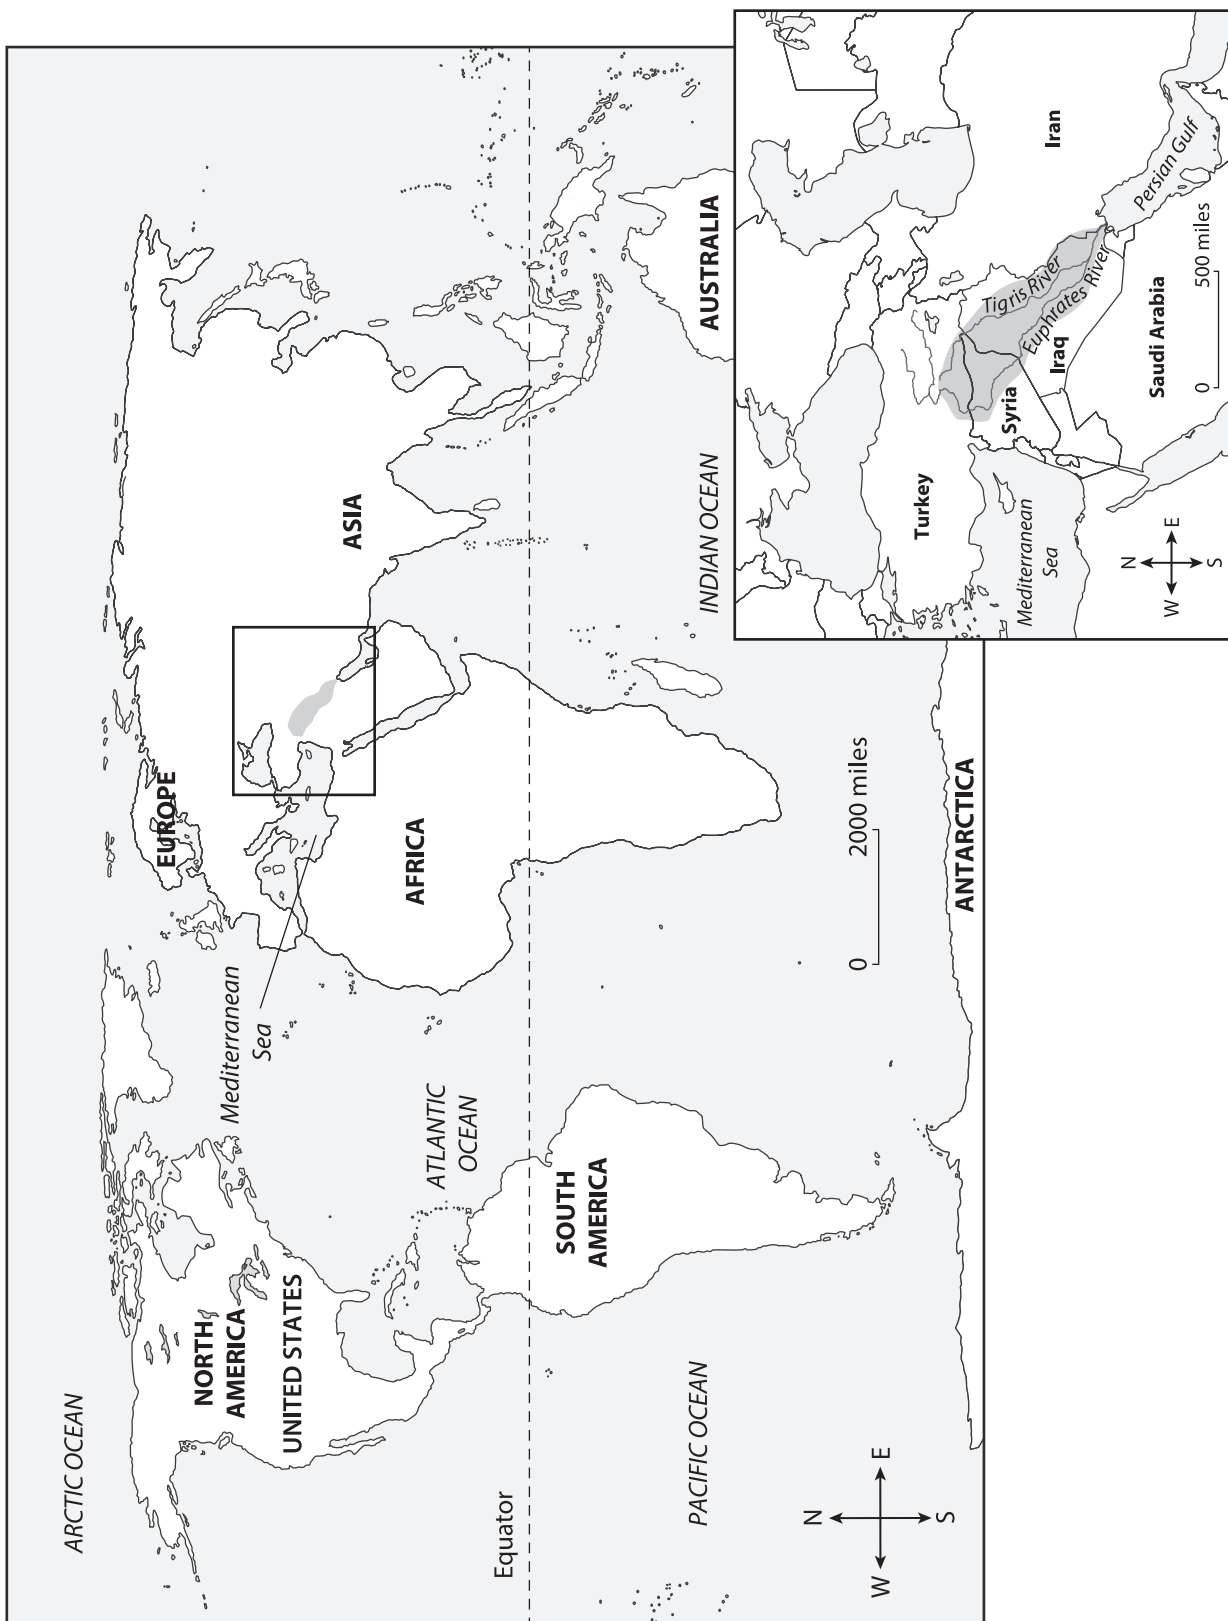 ARCTIC OCEAN
NORTH
AMERICA
UNITED STATES
Mediterranean
Sea
EUROPE
ASIA
AFRICA
ATLANTIC
OCEAN
Equator
SOUTH
AMERICA
PACIFIC OCEAN
INDIAN OCEAN
AUSTRALIA
N
W
E
S
0
2000 miles
ANTARCTICA
Turkey
Mediterranean
Sea
Syria
Tigris River
Euphrates River
Iraq
Iran
Persian Gulf
Saudi Arabia
N
W
E
S
0
500 miles